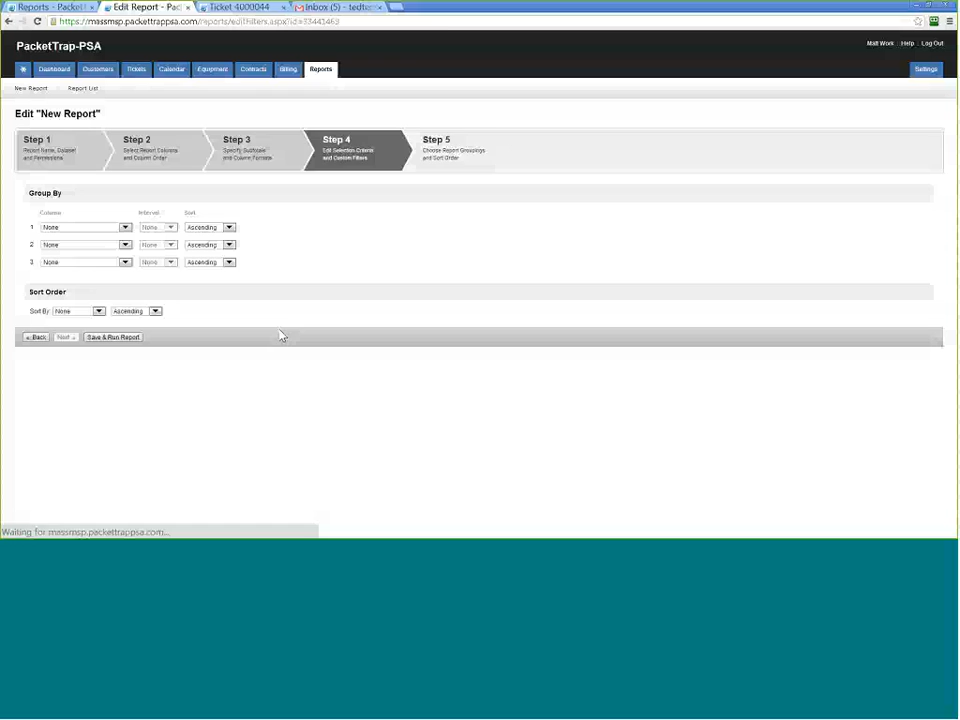 Reports - Packet
Edit Report - Pac
Ticket 4000044
Inbox (5) - tedtes
https://massmsp.packettrappsa.com/reports/editfilters.aspx?id=33441463
PacketTrap-PSA
Matt Work Help Log Out
Dashboard Customers Tickets Calendar Equipment Contracts Billing Reports Settings
New Report Report List
Edit "New Report"
Step 1 Step 2 Step 3 Step 4 Step 5
Report Name, Dataset Select Report Columns Specify Subtotals Edit Selection Criteria Choose Report Groupings
and Permissions and Column Order and Column Formats and Custom Filters and Sort Order
Group By
Column Interval Sort
1 None None Ascending
2 None None Ascending
3 None None Ascending
Sort Order
Sort By None Ascending
« Back Next » Save & Run Report
Waiting for massmsp.packettrappsa.com...